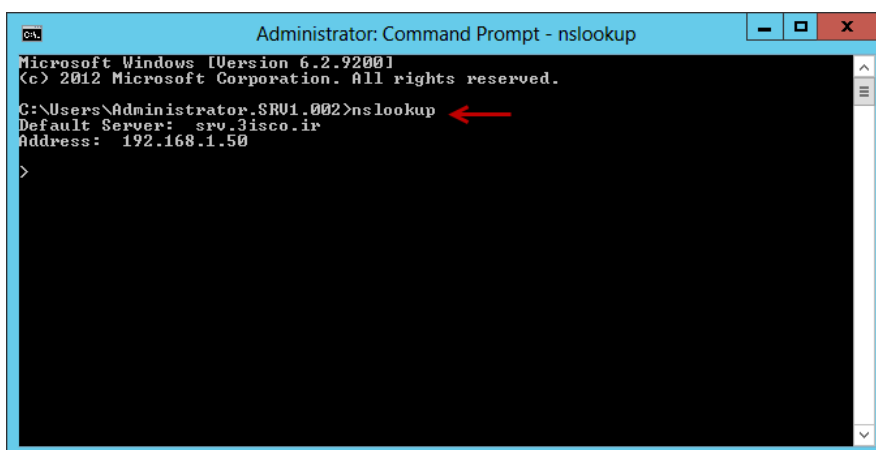 Administrator: Command Prompt - nslookup
Microsoft Windows [Version 6.2.9200]
(c) 2012 Microsoft Corporation. All rights reserved.
C:\Users\Administrator.SRV1.002>nslookup
Default Server:  srv.3isco.ir
Address:  192.168.1.50
>